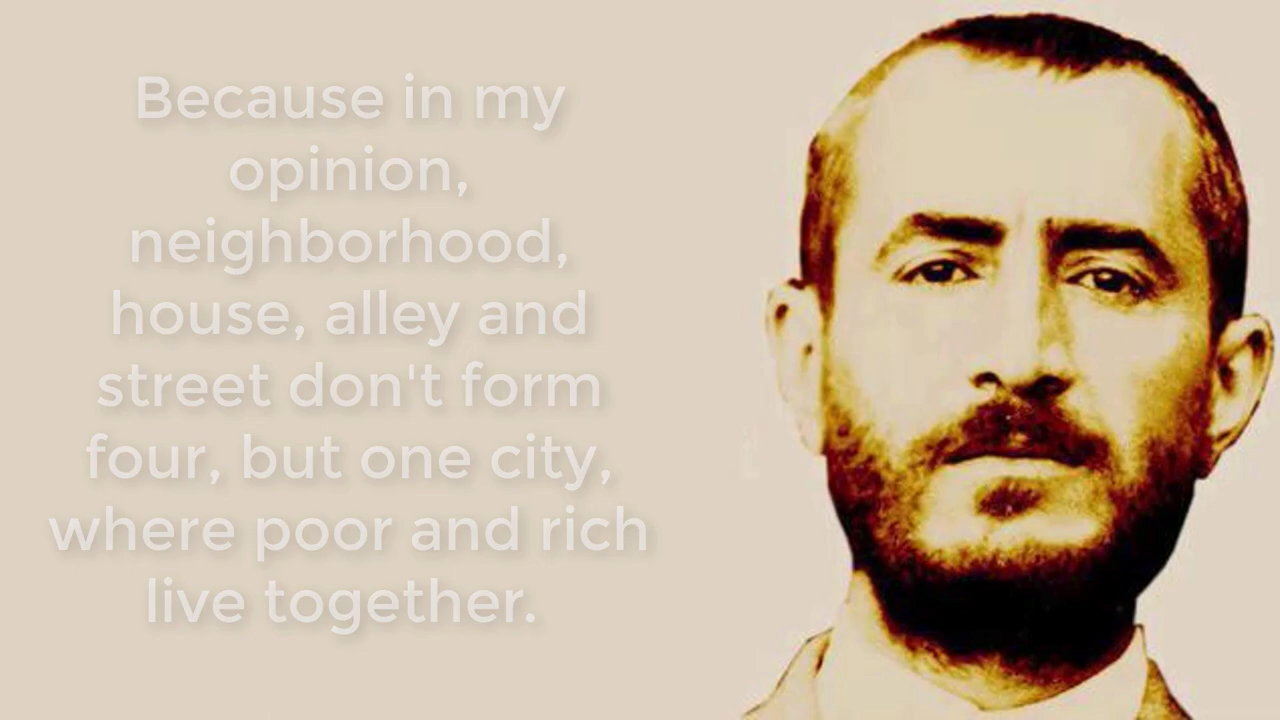 Because in my
opinion,
neighborhood,
house, alley and
street don't form
four, but one city,
where poor and rich
live together.